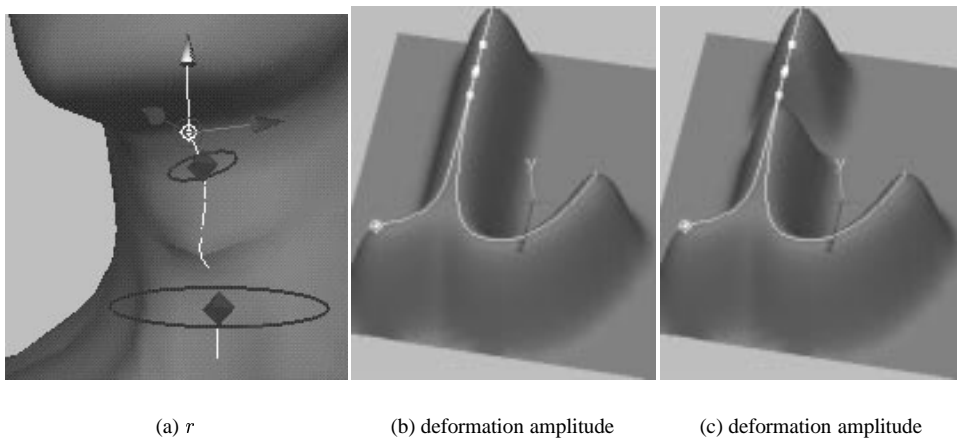 Y
Y
(a) r
(b) deformation amplitude
(c) deformation amplitude